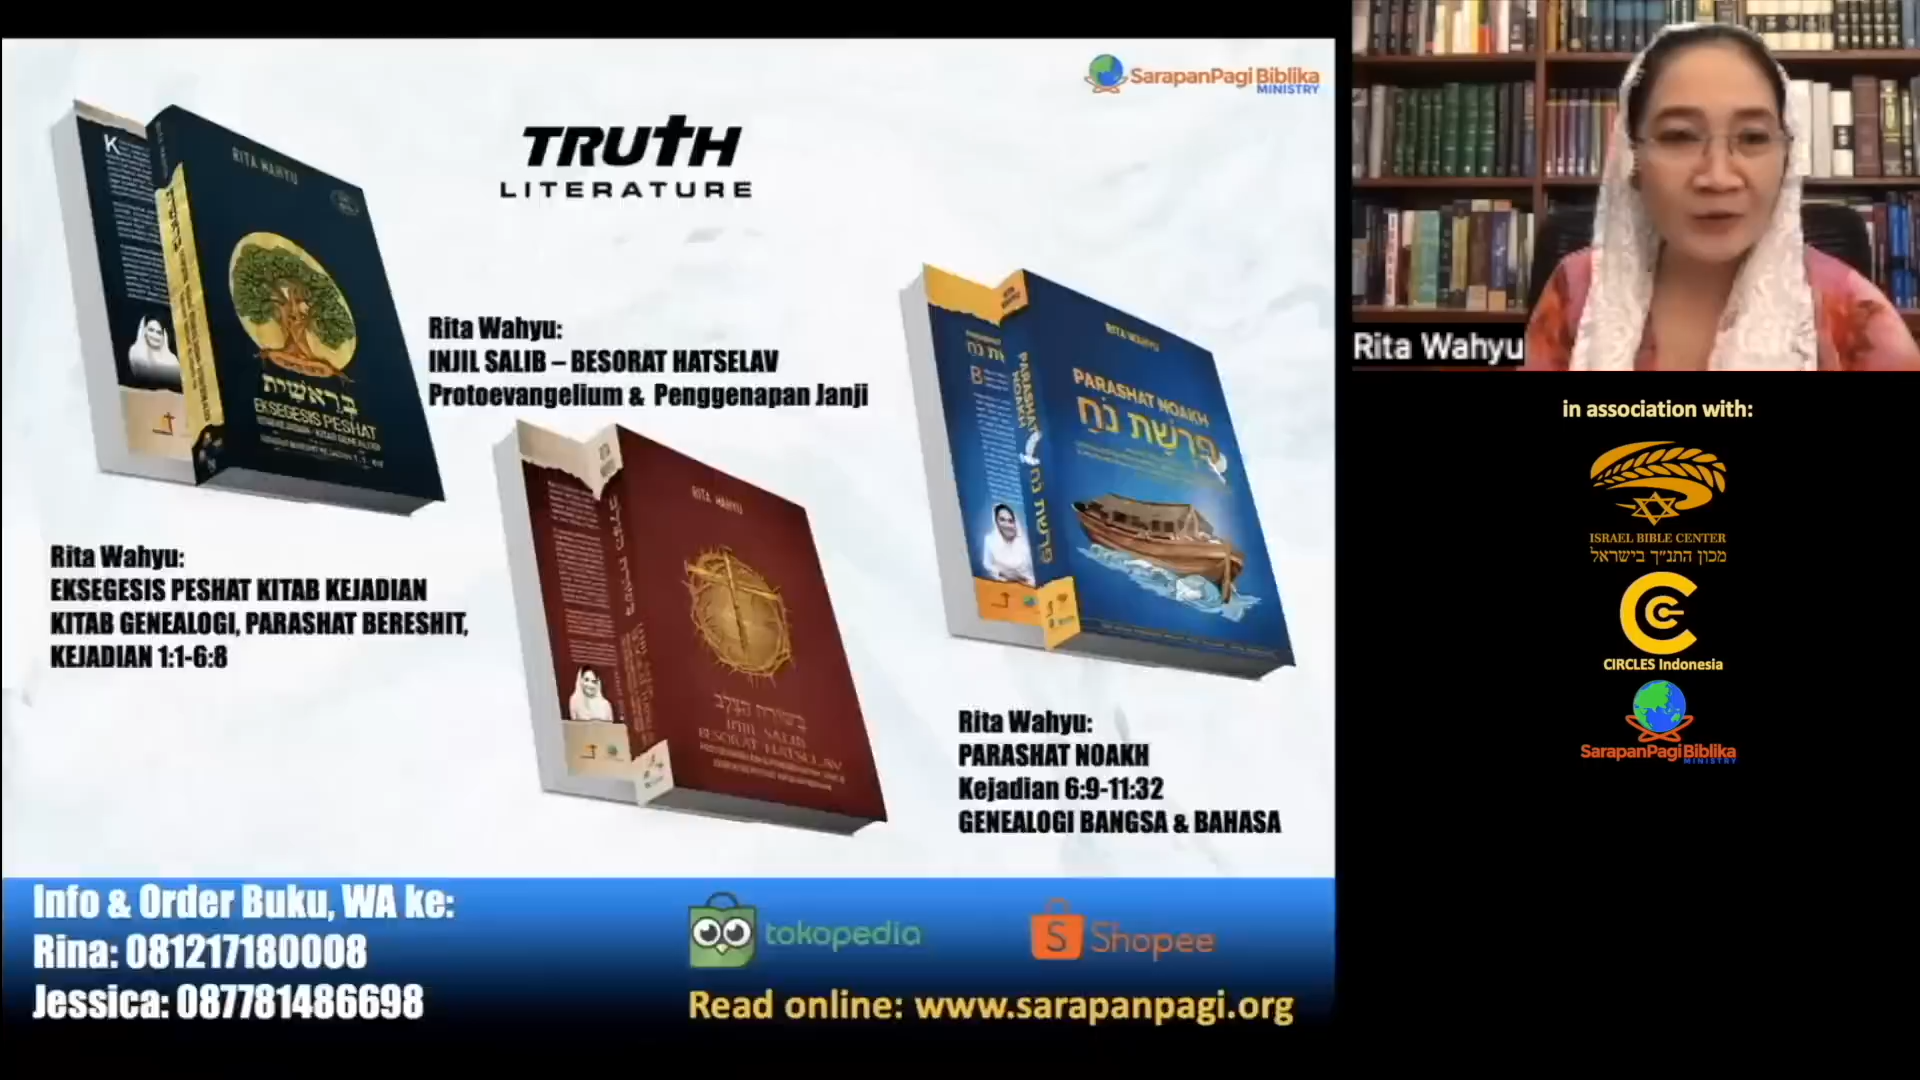 SarapanPagi Biblika
MINISTRY
TRUTH
LITERATURE
RITA WAHYU
בראשית
EKSEGESIS PESHAT
Rita Wahyu:
EKSEGESIS PESHAT KITAB KEJADIAN
KITAB GENEALOGI, PARASHAT BERESHIT,
KEJADIAN 1:1-6:8
Rita Wahyu:
INJIL SALIB – BESORAT HATSELAV
Protoevangelium & Penggenapan Janji
RITA WAHYU
INJIL SALIB
BESORAT HATSELAV
RITA WAHYU
PARASHAT NOAKH
פרשת נח
PARASHAT
NOAKH
Rita Wahyu:
PARASHAT NOAKH
Kejadian 6:9-11:32
GENEALOGI BANGSA & BAHASA
Info & Order Buku, WA ke:
Rina: 081217180008
Jessica: 087781486698
tokopedia
Shopee
Read online: www.sarapanpagi.org
Rita Wahyu
in association with:
ISRAEL BIBLE CENTER
מכון התנ״ך בישראל
CIRCLES Indonesia
SarapanPagi Biblika
MINISTRY